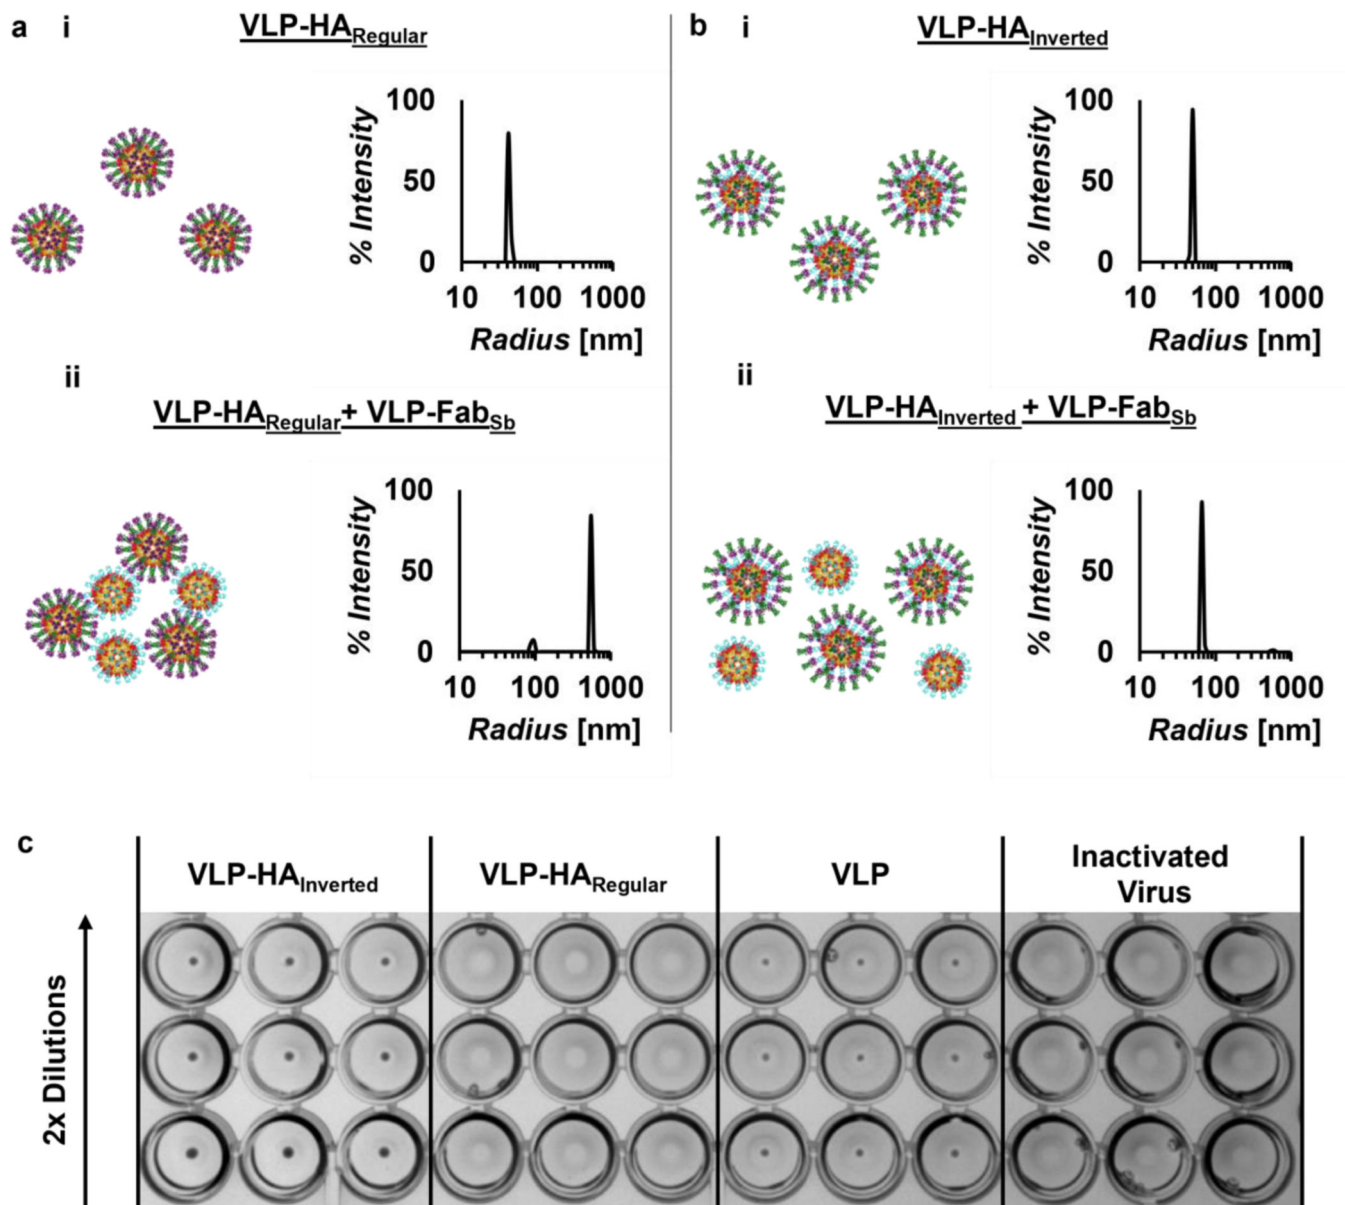 a i
VLP-HARegular
100
50
0
% Intensity
10 100 1000
Radius [nm]
ii
VLP-HARegular+ VLP-FabSb
100
50
0
% Intensity
10 100 1000
Radius [nm]
b i
VLP-HAInverted
100
50
0
% Intensity
10 100 1000
Radius [nm]
ii
VLP-HAInverted + VLP-FabSb
100
50
0
% Intensity
10 100 1000
Radius [nm]
c
VLP-HAInverted
VLP-HARegular
VLP
Inactivated
Virus
2x Dilutions